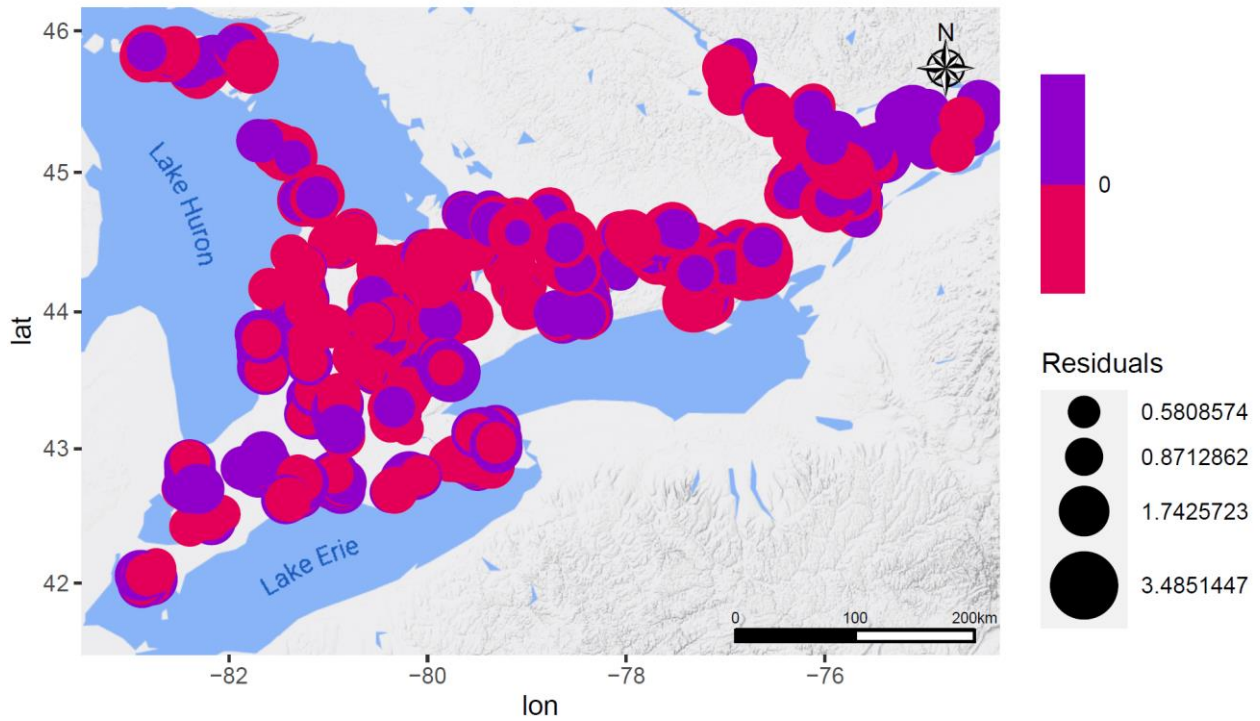 46
45
44
43
42
lat
−82
−80
−78
−76
lon
Lake Huron
Lake Erie
N
0
100
200km
0
Residuals
0.5808574
0.8712862
1.7425723
3.4851447